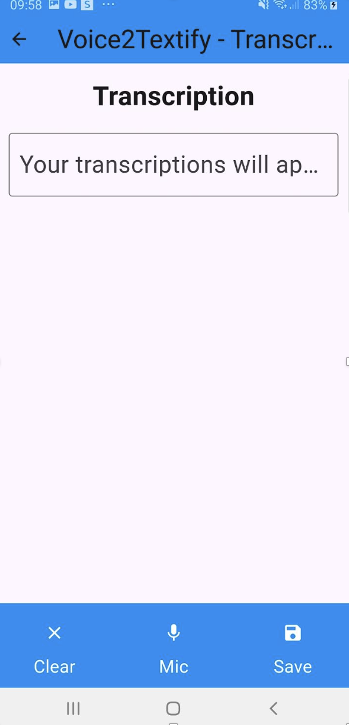 09:58 S ... 83%
Voice2Textify - Transcr...
Transcription
Your transcriptions will ap...
Clear Mic Save